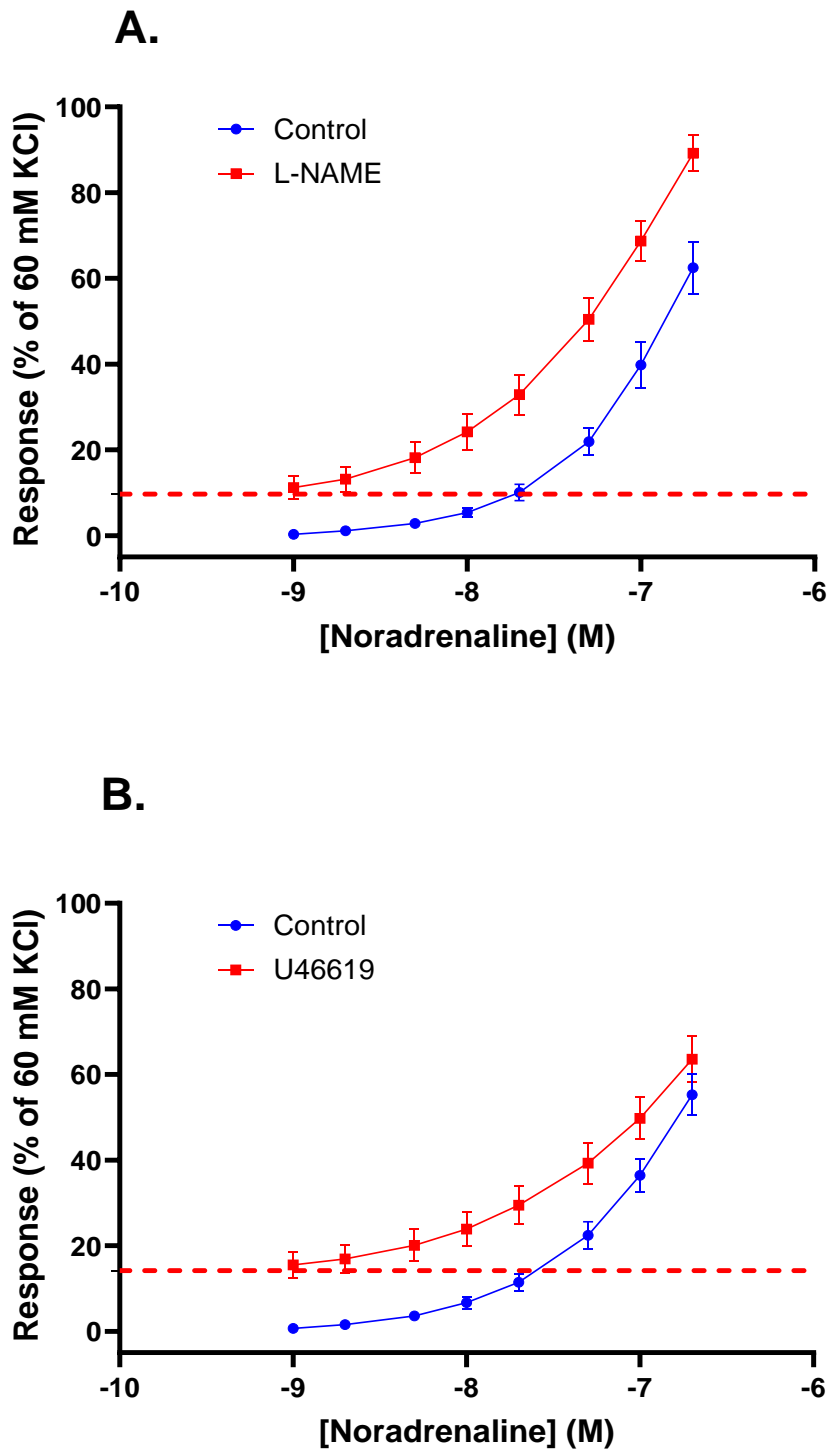 A.
Response (% of 60 mM KCl)
100
80
60
40
20
0
Control
L-NAME
-10 -9 -8 -7 -6
[Noradrenaline] (M)
B.
Response (% of 60 mM KCl)
100
80
60
40
20
0
Control
U46619
-10 -9 -8 -7 -6
[Noradrenaline] (M)